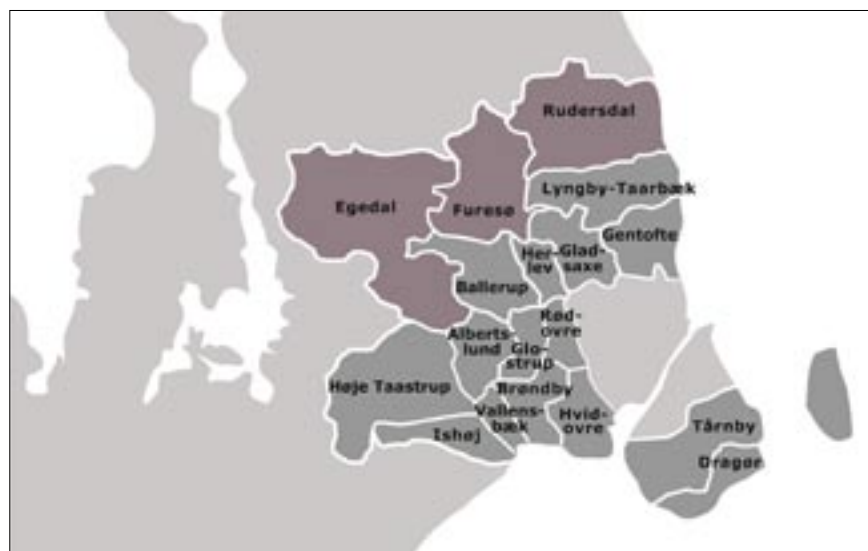 Rudersdal
Lyngby-Taarbæk
Egedal
Furesø
Gentofte
Her-
lev
Glad-
saxe
Ballerup
Rød-
ovre
Alberts-
lund
Glo-
strup
Høje Taastrup
Brøndby
Vallens-
bæk
Hvid-
ovre
Ishøj
Tårnby
Dragør